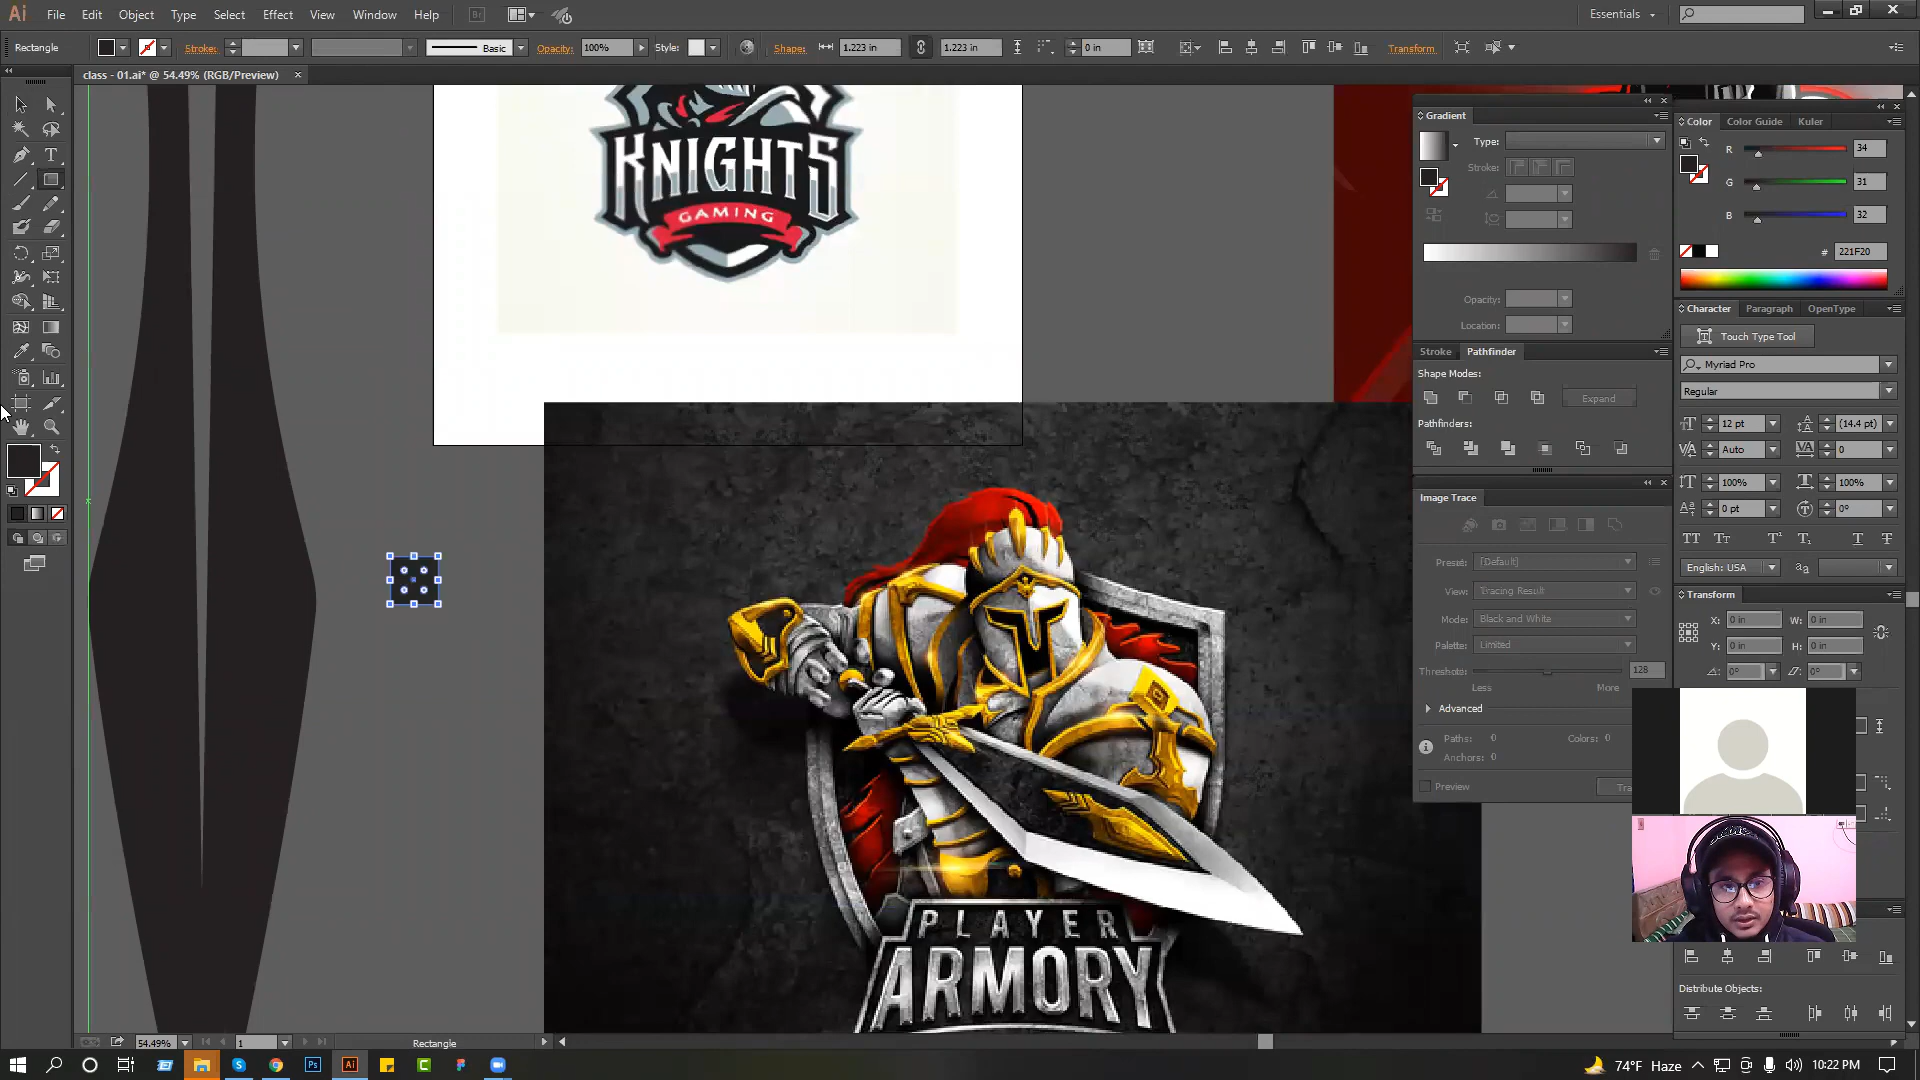 Ai File Edit Object Type Select Effect View Window Help Br Essentials
Rectangle Stroke: Basic Opacity: 100% Style: Shape: 1.223 in 1.223 in 0 in Transform
class - 01.ai* @ 54.49% (RGB/Preview)
KNIGHTS
GAMING
PLAYER
ARMORY
Gradient
Type:
Stroke:
Opacity:
Location:
Stroke Pathfinder
Shape Modes:
Expand
Pathfinders:
Image Trace
Preset: [Default]
View: Tracing Result
Mode: Black and White
Palette: Limited
Threshold: 128
Less More
Advanced
Paths: 0 Colors: 0
Anchors: 0
Preview Tra
Color Color Guide Kuler
R 34
G 31
B 32
# 221F20
Character Paragraph OpenType
Touch Type Tool
Myriad Pro
Regular
12 pt (14.4 pt)
Auto 0
100% 100%
0 pt 0°
English: USA
Transform
X: 0 in W: 0 in
Y: 0 in H: 0 in
0° 0°
Distribute Objects:
54.49% 1 Rectangle
Ps Ai 74°F Haze 10:22 PM